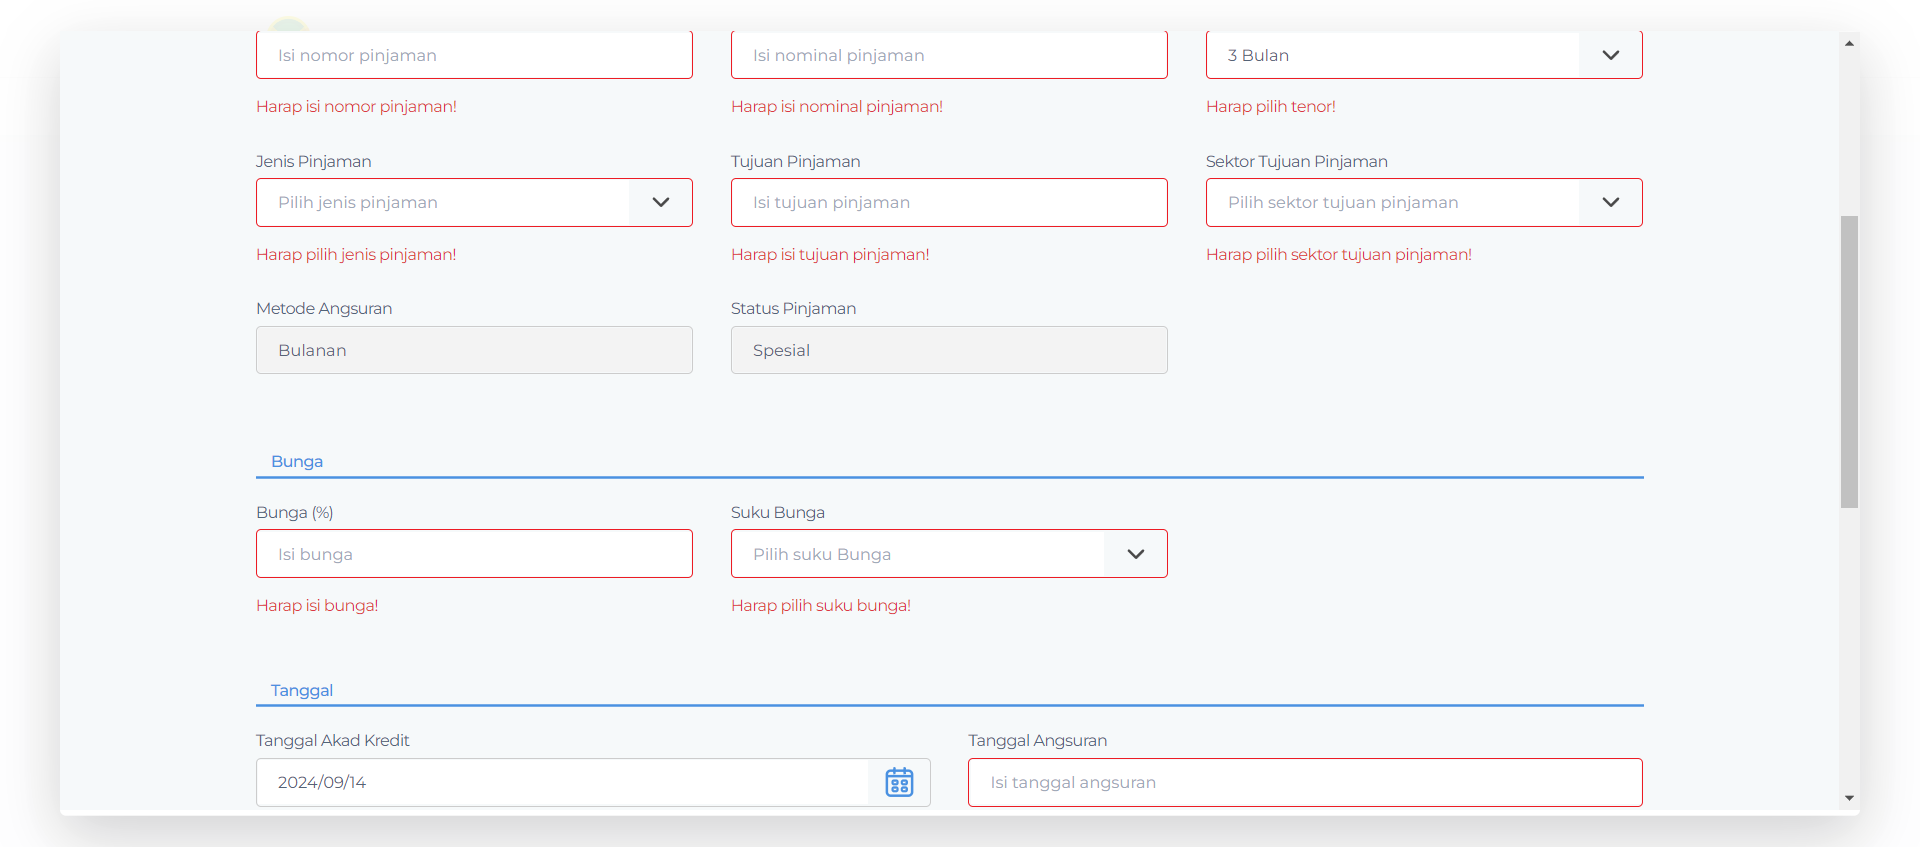 Isi nomor pinjaman
Isi nominal pinjaman
3 Bulan
Harap isi nomor pinjaman!
Harap isi nominal pinjaman!
Harap pilih tenor!
Jenis Pinjaman
Tujuan Pinjaman
Sektor Tujuan Pinjaman
Pilih jenis pinjaman
Isi tujuan pinjaman
Pilih sektor tujuan pinjaman
Harap pilih jenis pinjaman!
Harap isi tujuan pinjaman!
Harap pilih sektor tujuan pinjaman!
Metode Angsuran
Status Pinjaman
Bulanan
Spesial
Bunga
Bunga (%)
Suku Bunga
Isi bunga
Pilih suku Bunga
Harap isi bunga!
Harap pilih suku bunga!
Tanggal
Tanggal Akad Kredit
Tanggal Angsuran
2024/09/14
Isi tanggal angsuran